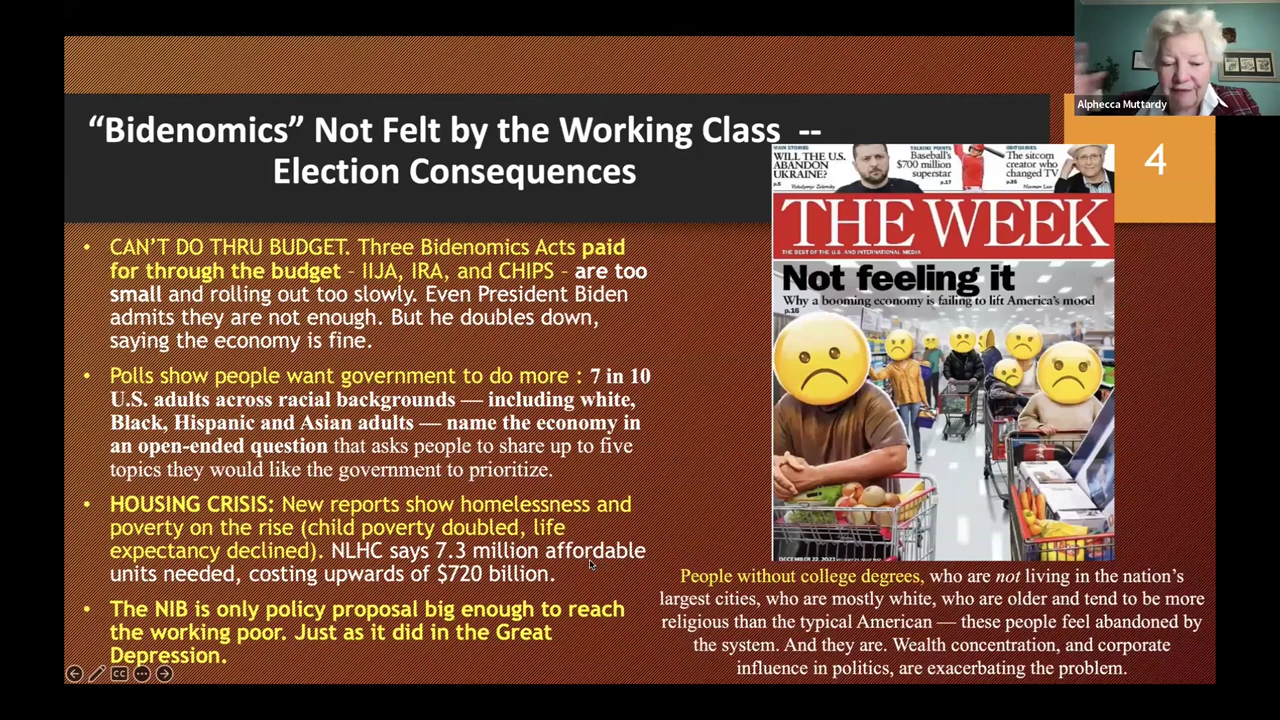 Alphecca Muttardy
“Bidenomics” Not Felt by the Working Class --
Election Consequences
4
• CAN’T DO THRU BUDGET. Three Bidenomics Acts paid
for through the budget – IIJA, IRA, and CHIPS – are too
small and rolling out too slowly. Even President Biden
admits they are not enough. But he doubles down,
saying the economy is fine.
• Polls show people want government to do more : 7 in 10
U.S. adults across racial backgrounds — including white,
Black, Hispanic and Asian adults — name the economy in
an open-ended question that asks people to share up to five
topics they would like the government to prioritize.
• HOUSING CRISIS: New reports show homelessness and
poverty on the rise (child poverty doubled, life
expectancy declined). NLHC says 7.3 million affordable
units needed, costing upwards of $720 billion.
• The NIB is only policy proposal big enough to reach
the working poor. Just as it did in the Great
Depression.
CC
MAIN STORIES
WILL THE U.S.
ABANDON
UKRAINE?
p.5
Volodymyr Zelensky
TALKING POINTS
Baseball’s
$700 million
superstar
p.17
OBITUARIES
The sitcom
creator who
changed TV
p.35
Norman Lear
THE WEEK
THE BEST OF THE U.S. AND INTERNATIONAL MEDIA
Not feeling it
Why a booming economy is failing to lift America’s mood
p.16
DECEMBER 22, 2023
People without college degrees, who are not living in the nation’s
largest cities, who are mostly white, who are older and tend to be more
religious than the typical American — these people feel abandoned by
the system. And they are. Wealth concentration, and corporate
influence in politics, are exacerbating the problem.